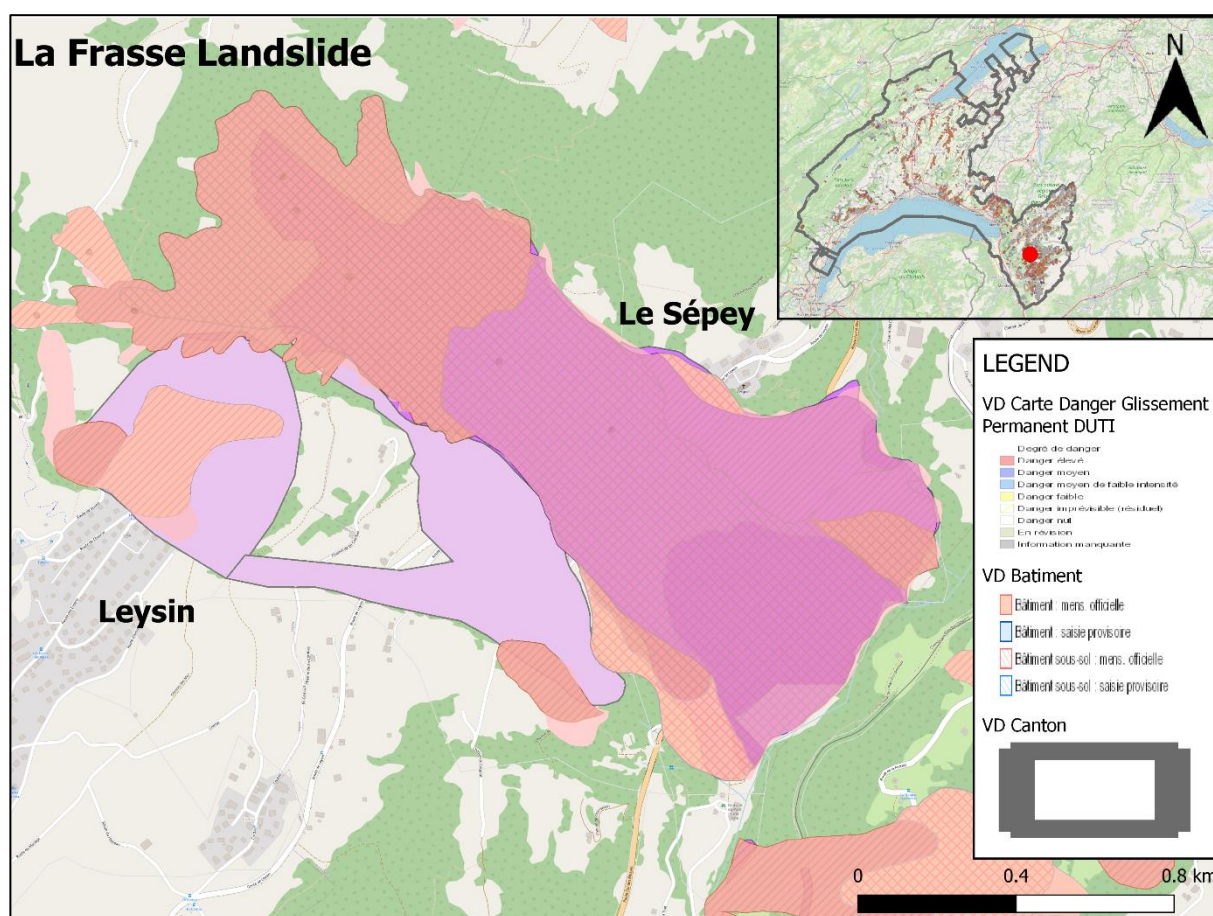 La Frasse Landslide
N
Le Sépey
Leysin
LEGEND
VD Carte Danger Glissement
Permanent DUTI
Degré de danger
Danger élevé
Danger moyen
Danger moyen de faible intensité
Danger faible
Danger imprévisible (résiduel)
Danger nul
En révision
Information manquante
VD Batiment
Bâtiment : mens. officielle
Bâtiment : saisie provisoire
Bâtiment sous-sol : mens. officielle
Bâtiment sous-sol : saisie provisoire
VD Canton
0
0.4
0.8 km